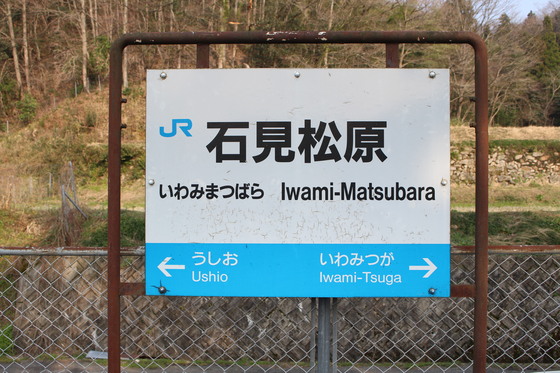 JR 石見松原
いわみまつばら Iwami-Matsubara
← うしお いわみつが →
Ushio Iwami-Tsuga